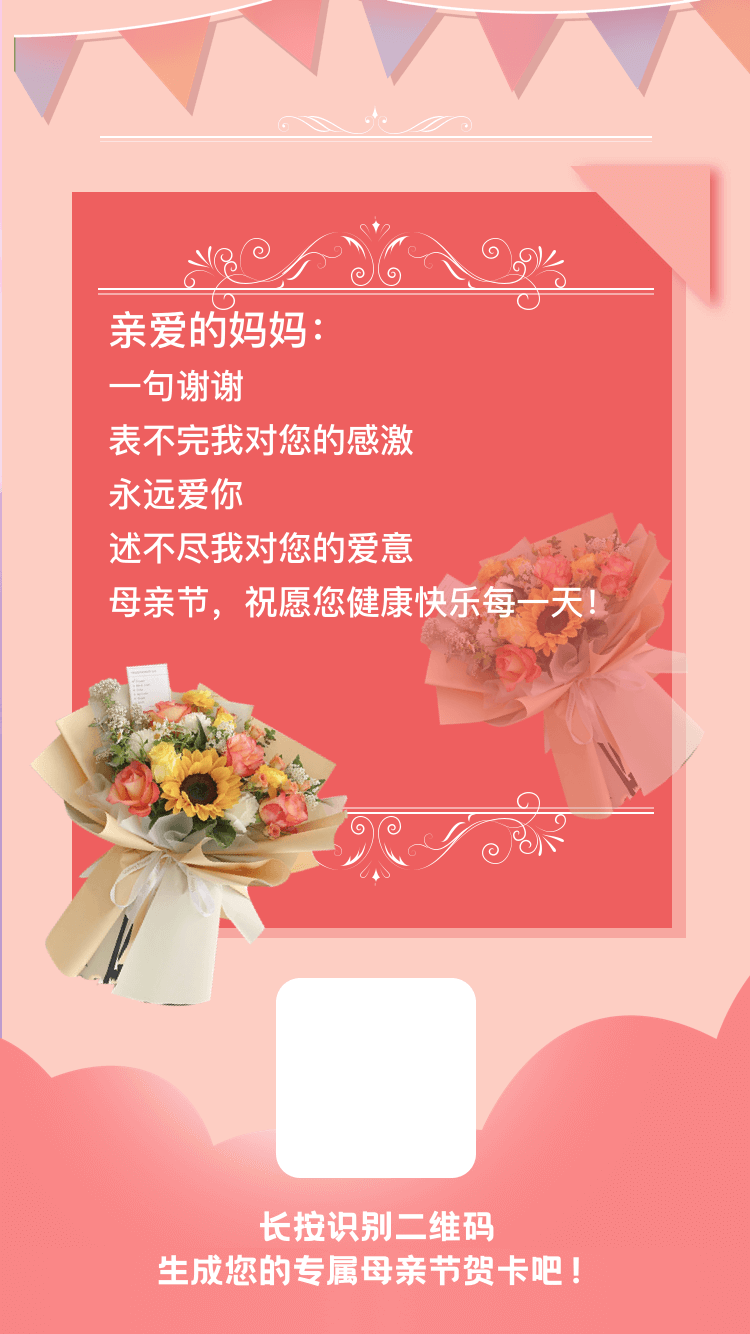 亲爱的妈妈：
一句谢谢
表不完我对您的感激
永远爱你
述不尽我对您的爱意
母亲节，祝愿您健康快乐每一天！
长按识别二维码
生成您的专属母亲节贺卡吧！